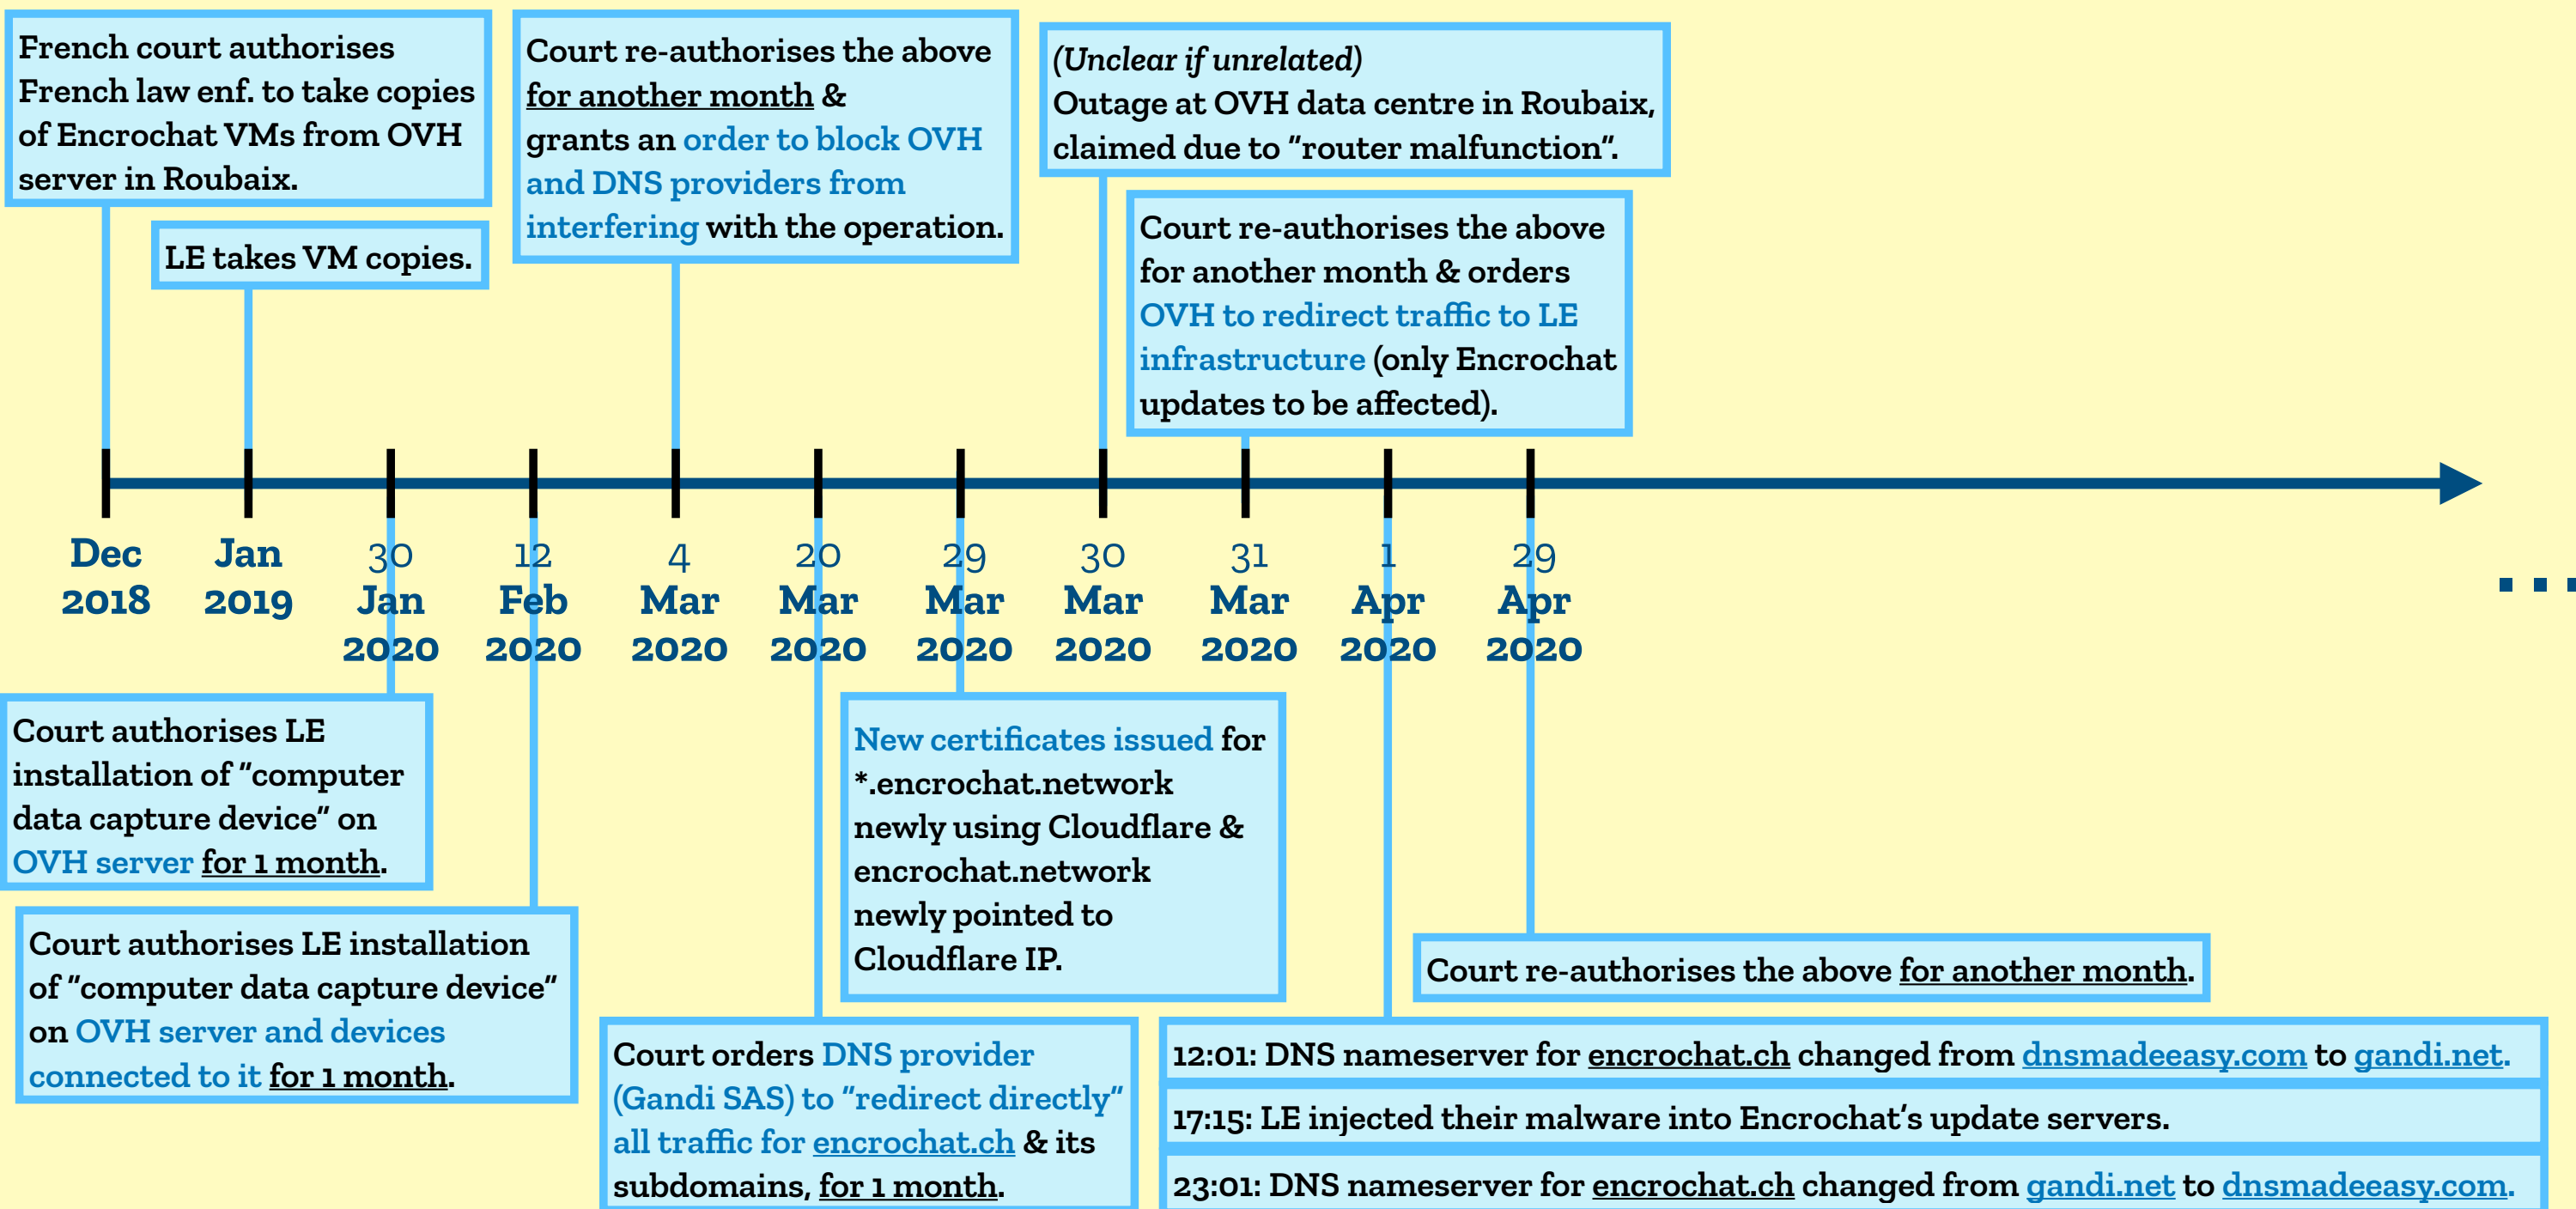 French court authorises
French law enf. to take copies
of Encrochat VMs from OVH
server in Roubaix.
LE takes VM copies.
Court re-authorises the above
for another month &
grants an order to block OVH
and DNS providers from
interfering with the operation.
(Unclear if unrelated)
Outage at OVH data centre in Roubaix,
claimed due to "router malfunction".
Court re-authorises the above
for another month & orders
OVH to redirect traffic to LE
infrastructure (only Encrochat
updates to be affected).
Dec
2018
Jan
2019
30
Jan
2020
12
Feb
2020
4
Mar
2020
20
Mar
2020
29
Mar
2020
30
Mar
2020
31
Mar
2020
1
Apr
2020
29
Apr
2020
...
Court authorises LE
installation of "computer
data capture device" on
OVH server for 1 month.
Court authorises LE installation
of "computer data capture device"
on OVH server and devices
connected to it for 1 month.
Court orders DNS provider
(Gandi SAS) to "redirect directly"
all traffic for encrochat.ch & its
subdomains, for 1 month.
New certificates issued for
*.encrochat.network
newly using Cloudflare &
encrochat.network
newly pointed to
Cloudflare IP.
Court re-authorises the above for another month.
12:01: DNS nameserver for encrochat.ch changed from dnsmadeeasy.com to gandi.net.
17:15: LE injected their malware into Encrochat's update servers.
23:01: DNS nameserver for encrochat.ch changed from gandi.net to dnsmadeeasy.com.